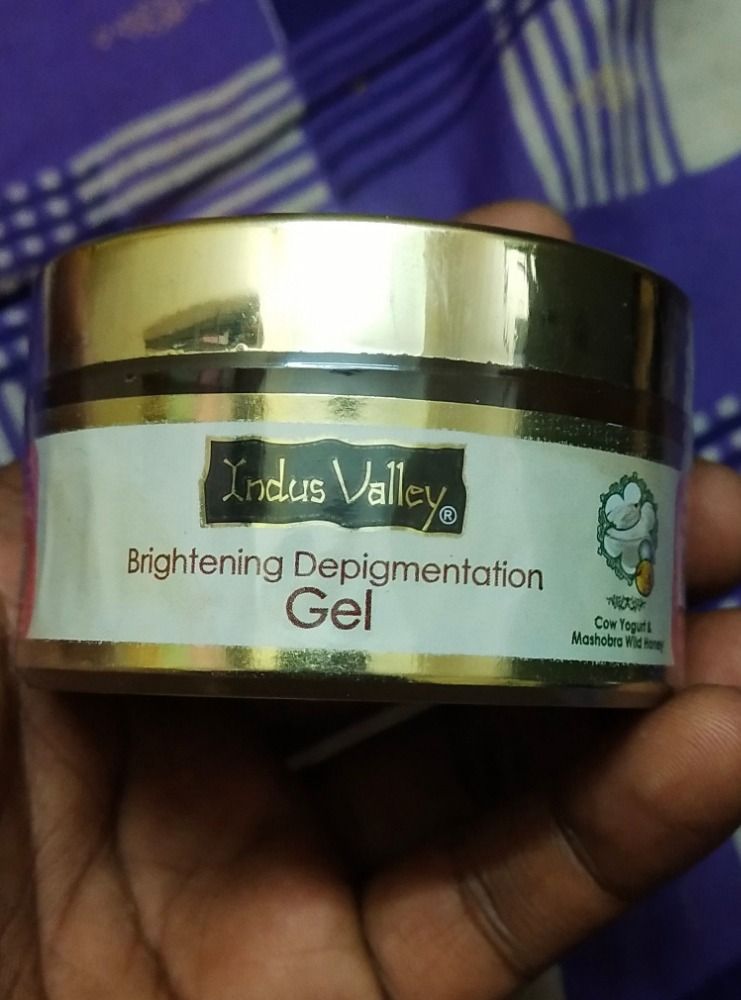 Indus Valley®
Brightening Depigmentation
Gel
Cow Yogurt &
Mashobra Wild Honey